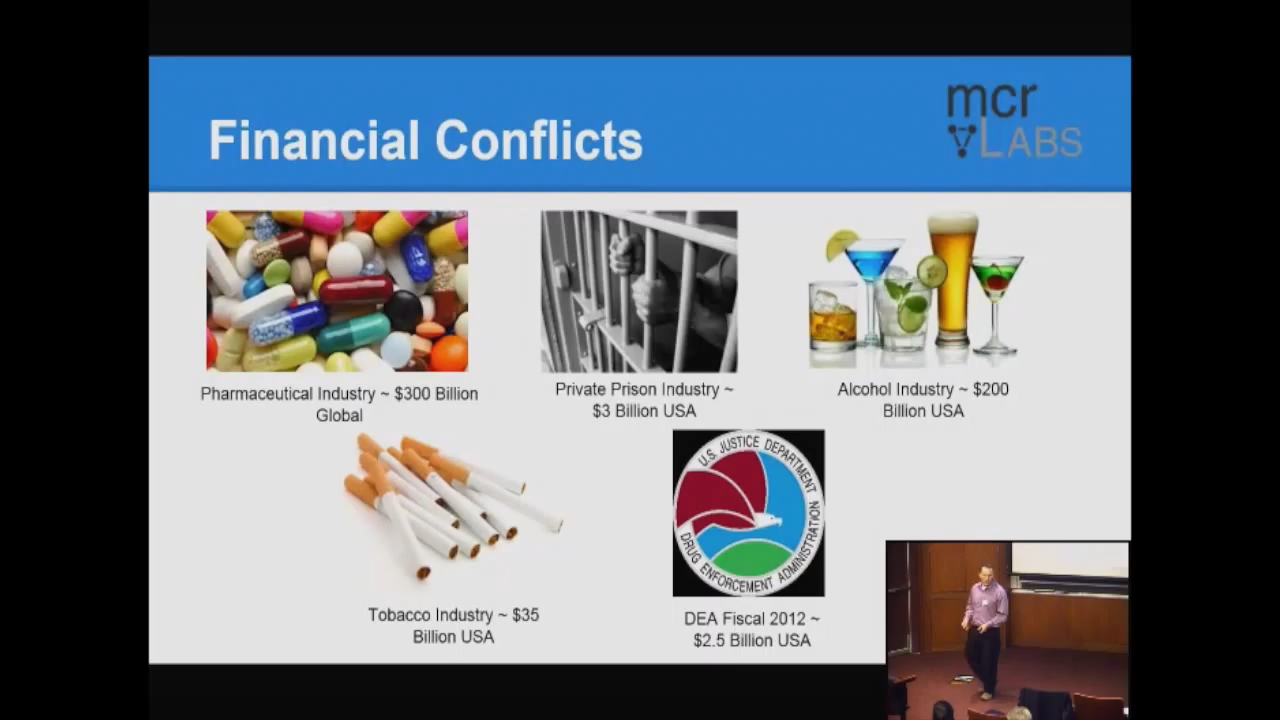 mcr
LABS
Financial Conflicts
Pharmaceutical Industry ~ $300 Billion
Global
Private Prison Industry ~
$3 Billion USA
Alcohol Industry ~ $200
Billion USA
U.S. JUSTICE DEPARTMENT
DRUG ENFORCEMENT ADMINISTRATION
Tobacco Industry ~ $35
Billion USA
DEA Fiscal 2012 ~
$2.5 Billion USA